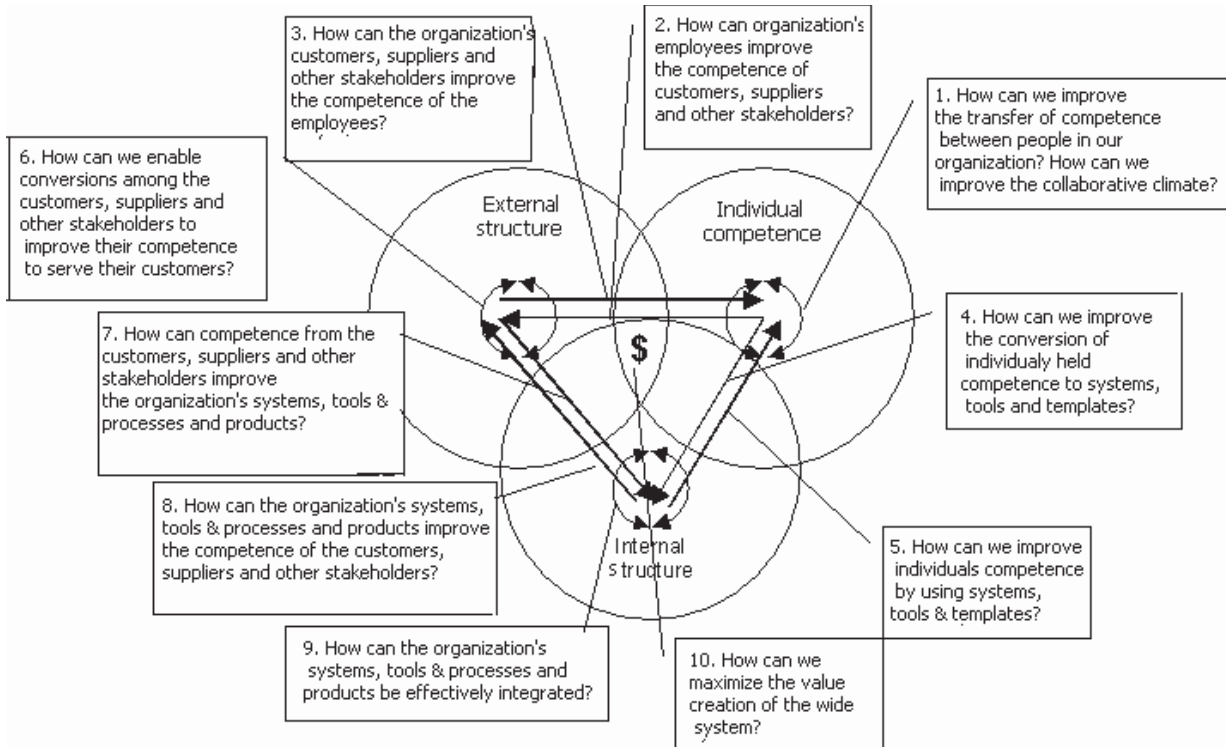 3. How can the organization's
customers, suppliers and
other stakeholders improve
the competence of the
employees?
2. How can organization's
employees improve
the competence of
customers, suppliers
and other stakeholders?
1. How can we improve
the transfer of competence
between people in our
organization? How can we
improve the collaborative climate?
6. How can we enable
conversions among the
customers, suppliers and
other stakeholders to
improve their competence
to serve their customers?
External
structure
Individual
competence
7. How can competence from the
customers, suppliers and other
stakeholders improve
the organization's systems, tools &
processes and products?
$
4. How can we improve
the conversion of
individualy held
competence to systems,
tools and templates?
8. How can the organization's systems,
tools & processes and products improve
the competence of the customers,
suppliers and other stakeholders?
Internal
structure
5. How can we improve
individuals competence
by using systems,
tools & templates?
9. How can the organization's
systems, tools & processes and
products be effectively integrated?
10. How can we
maximize the value
creation of the wide
system?